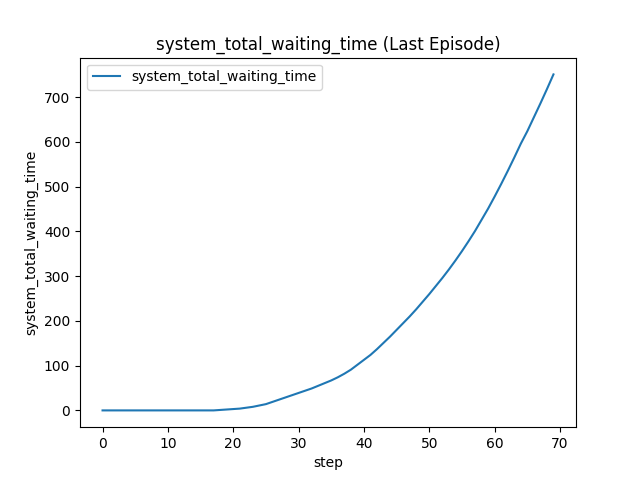 system_total_waiting_time (Last Episode)
system_total_waiting_time
700
600
500
400
300
200
100
0
system_total_waiting_time
0 10 20 30 40 50 60 70
step